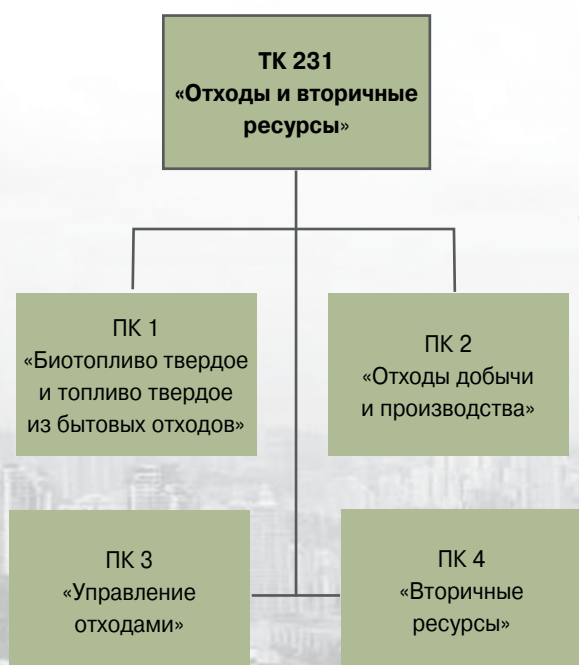 ТК 231
«Отходы и вторичные
ресурсы»
ПК 1
«Биотопливо твердое
и топливо твердое
из бытовых отходов»
ПК 2
«Отходы добычи
и производства»
ПК 3
«Управление
отходами»
ПК 4
«Вторичные
ресурсы»